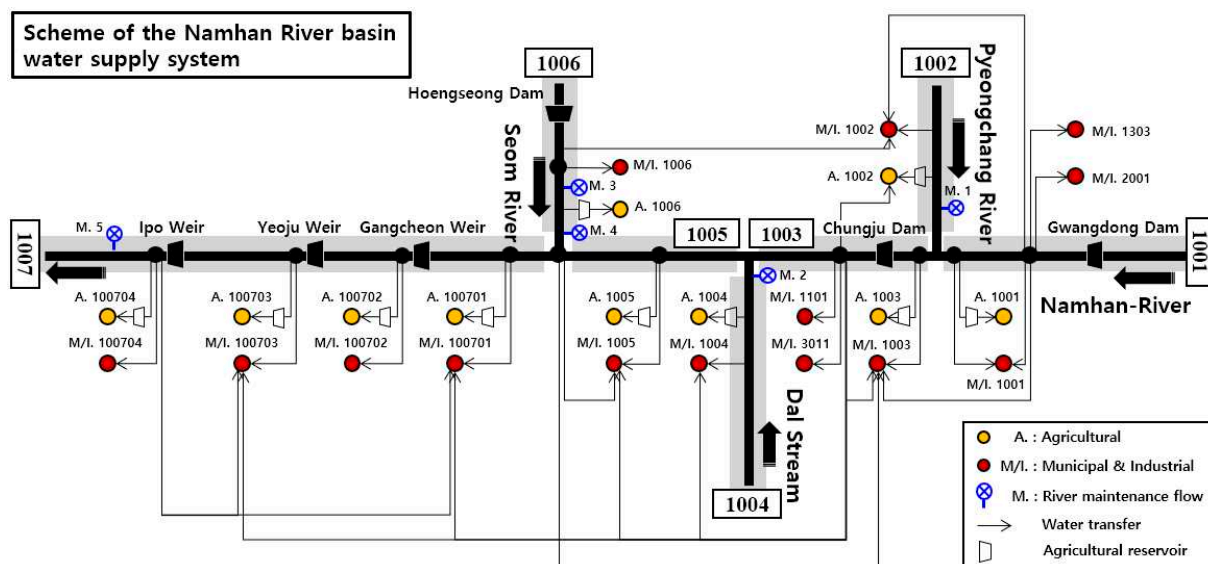 Scheme of the Namhan River basin
water supply system
1006
1002
Hoengseong Dam
Seom River
Pyeongchang River
M/I. 1002
M/I. 1303
M/I. 1006
A. 1002
M/I. 2001
M. 3
M. 1
A. 1006
M. 5
Ipo Weir
Yeoju Weir
Gangcheon Weir
M. 4
1005
1003
Chungju Dam
Gwangdong Dam
1007
1001
M. 2
Namhan-River
A. 100704
A. 100703
A. 100702
A. 100701
A. 1005
A. 1004
M/I. 1101
A. 1003
A. 1001
M/I. 100704
M/I. 100703
M/I. 100702
M/I. 100701
M/I. 1005
M/I. 1004
M/I. 3011
M/I. 1003
M/I. 1001
Dal Stream
1004
A. : Agricultural
M/I. : Municipal & Industrial
M. : River maintenance flow
Water transfer
Agricultural reservoir